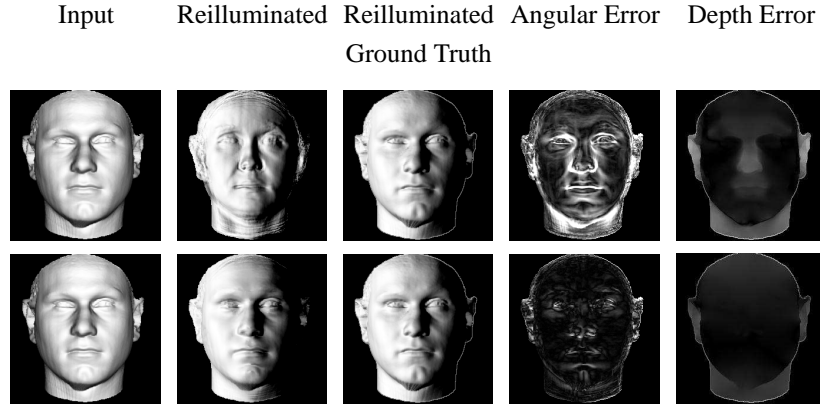 Input Reilluminated Reilluminated Angular Error Depth Error
Ground Truth